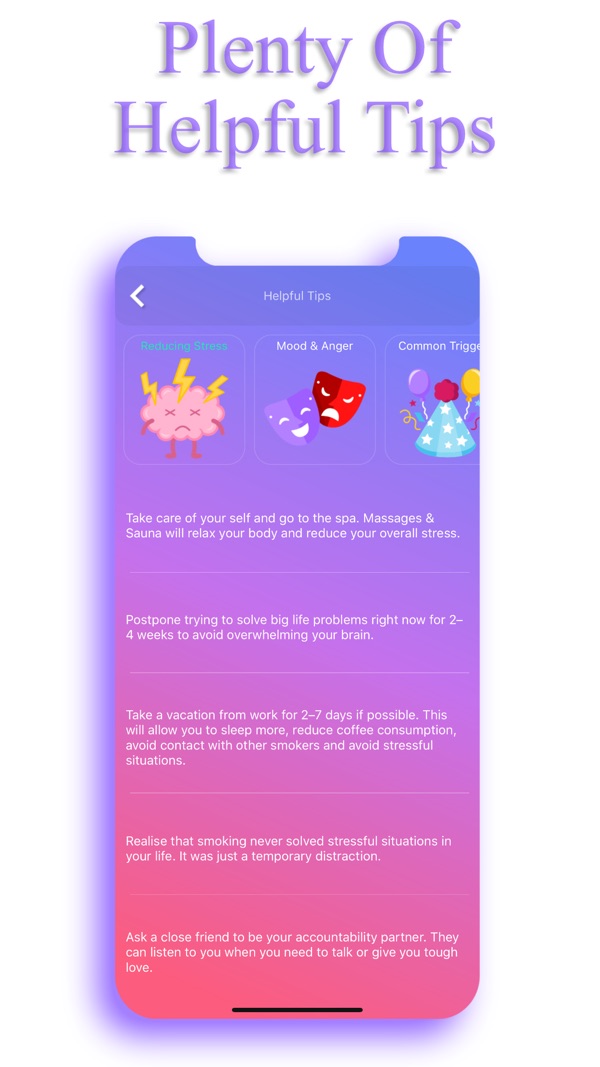 Plenty Of
Helpful Tips
Helpful Tips
Reducing Stress
Mood & Anger
Common Trigge
Take care of your self and go to the spa. Massages &
Sauna will relax your body and reduce your overall stress.
Postpone trying to solve big life problems right now for 2–
4 weeks to avoid overwhelming your brain.
Take a vacation from work for 2–7 days if possible. This
will allow you to sleep more, reduce coffee consumption,
avoid contact with other smokers and avoid stressful
situations.
Realise that smoking never solved stressful situations in
your life. It was just a temporary distraction.
Ask a close friend to be your accountability partner. They
can listen to you when you need to talk or give you tough
love.